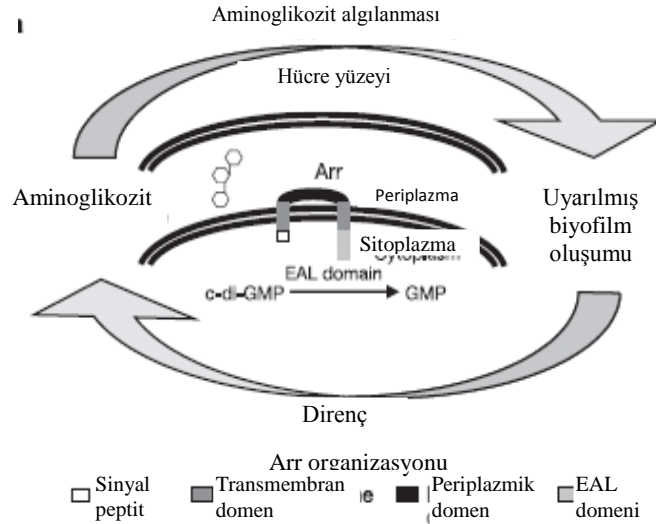 Aminoglikozit algılanması
Hücre yüzeyi
Arr
Aminoglikozit
Periplazma
Uyarılmış
biyofilm
oluşumu
Sitoplazma
EAL domain
c-di-GMP
GMP
Direnç
Arr organizasyonu
Sinyal
peptit
Transmembran
domen
Periplazmik
domen
EAL
domeni